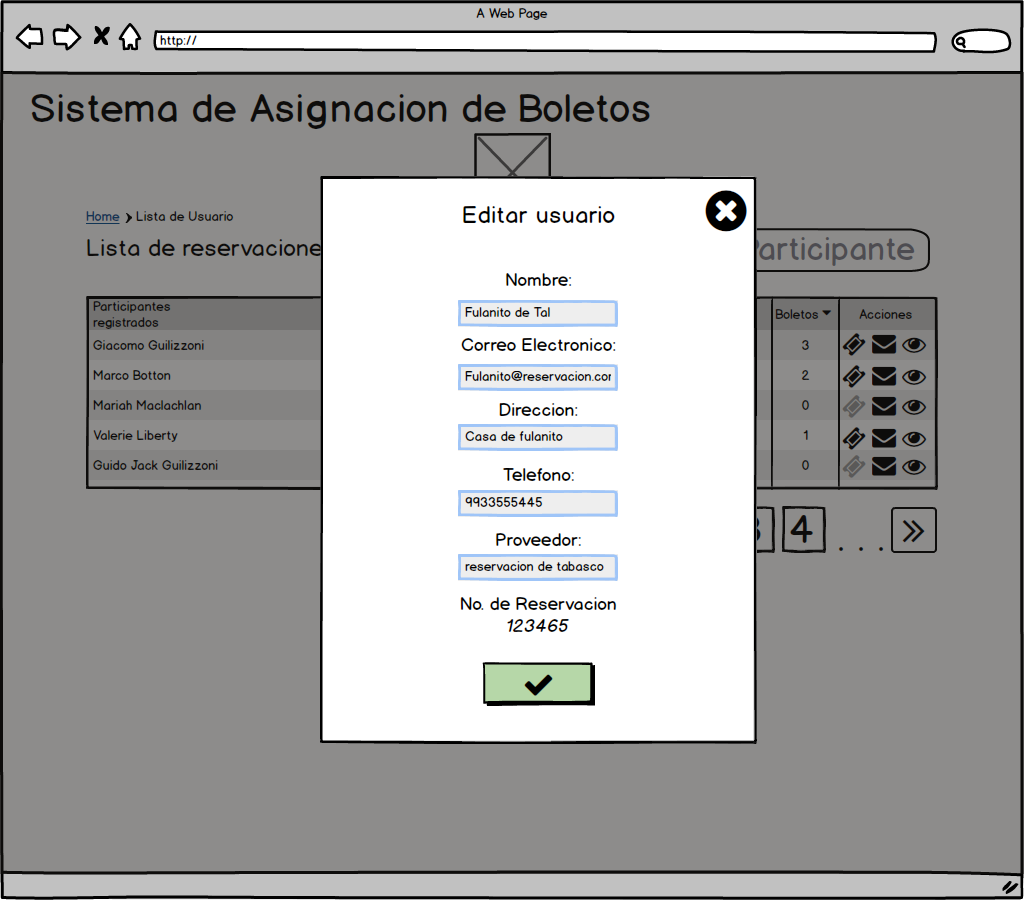 A Web Page
http://
Sistema de Asignacion de Boletos
Home Lista de Usuario
Lista de reservacione
Participante
Participantes
registrados
Boletos
Acciones
Giacomo Guilizzoni
3
Marco Botton
2
Mariah Maclachlan
0
Valerie Liberty
1
Guido Jack Guilizzoni
0
4
. . .
Editar usuario
Nombre:
Fulanito de Tal
Correo Electronico:
Fulanito@reservacion.com
Direccion:
Casa de fulanito
Telefono:
9933555445
Proveedor:
reservacion de tabasco
No. de Reservacion
123465